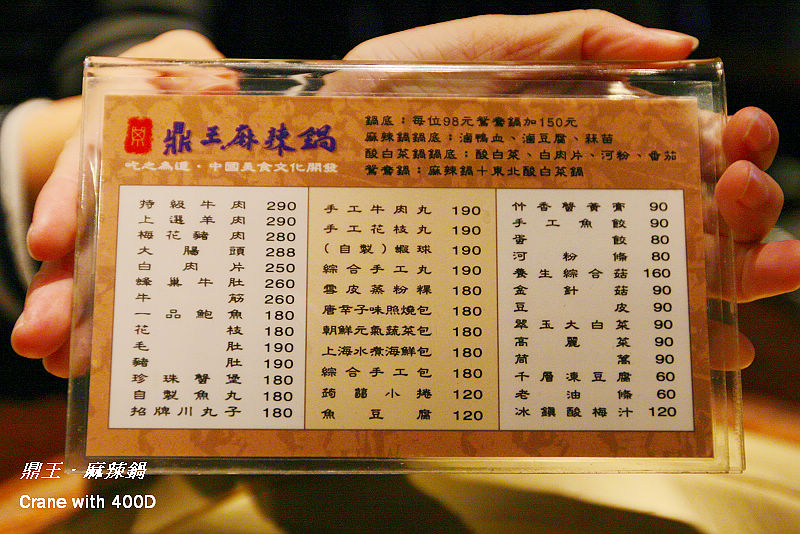 鼎王麻辣鍋
吃之為道‧中國美食文化開發
鍋底：每位98元鴛鴦鍋加150元
麻辣鍋鍋底：滷鴨血、滷豆腐、蒜苗
酸白菜鍋鍋底：酸白菜、白肉片、河粉、番茄
鴛鴦鍋：麻辣鍋＋東北酸白菜鍋
特級牛肉 290
上選羊肉 290
梅花豬肉 280
大腸頭 288
白肉片 250
蜂巢牛肚 260
牛筋 260
一品鮑魚 180
花枝 180
毛肚 190
豬肚 190
珍珠蟹堡 180
自製魚丸 180
招牌川丸子 180
手工牛肉丸 190
手工花枝丸 190
(自製)蝦珠 190
綜合手工丸 190
雪皮蒸粉粿 180
唐幸子味照燒包 180
朝鮮元氣蔬菜包 180
上海水煮海鮮包 180
綜合手工包 180
蒟蒻小捲 120
魚豆腐 120
竹香蟹黃膏 90
手工魚餃 90
蛋餃 80
河粉條 80
養生綜合菇 160
金針菇 90
豆皮 90
翠玉大白菜 90
高麗菜 90
茼蒿 90
千層凍豆腐 60
老油條 60
冰鎮酸梅汁 120
鼎王‧麻辣鍋
Crane with 400D